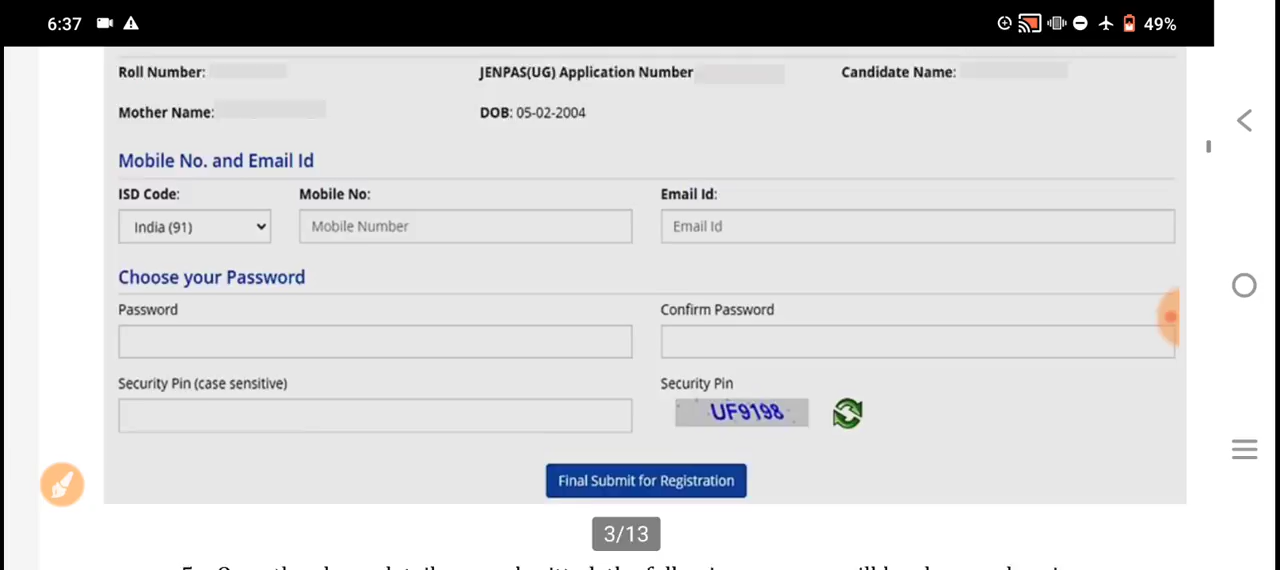 6:37 49%
Roll Number: JENPAS(UG) Application Number Candidate Name:
Mother Name: DOB: 05-02-2004
Mobile No. and Email Id
ISD Code: Mobile No: Email Id:
India (91) Mobile Number Email Id
Choose your Password
Password Confirm Password
Security Pin (case sensitive) Security Pin
UF9198
Final Submit for Registration
3/13